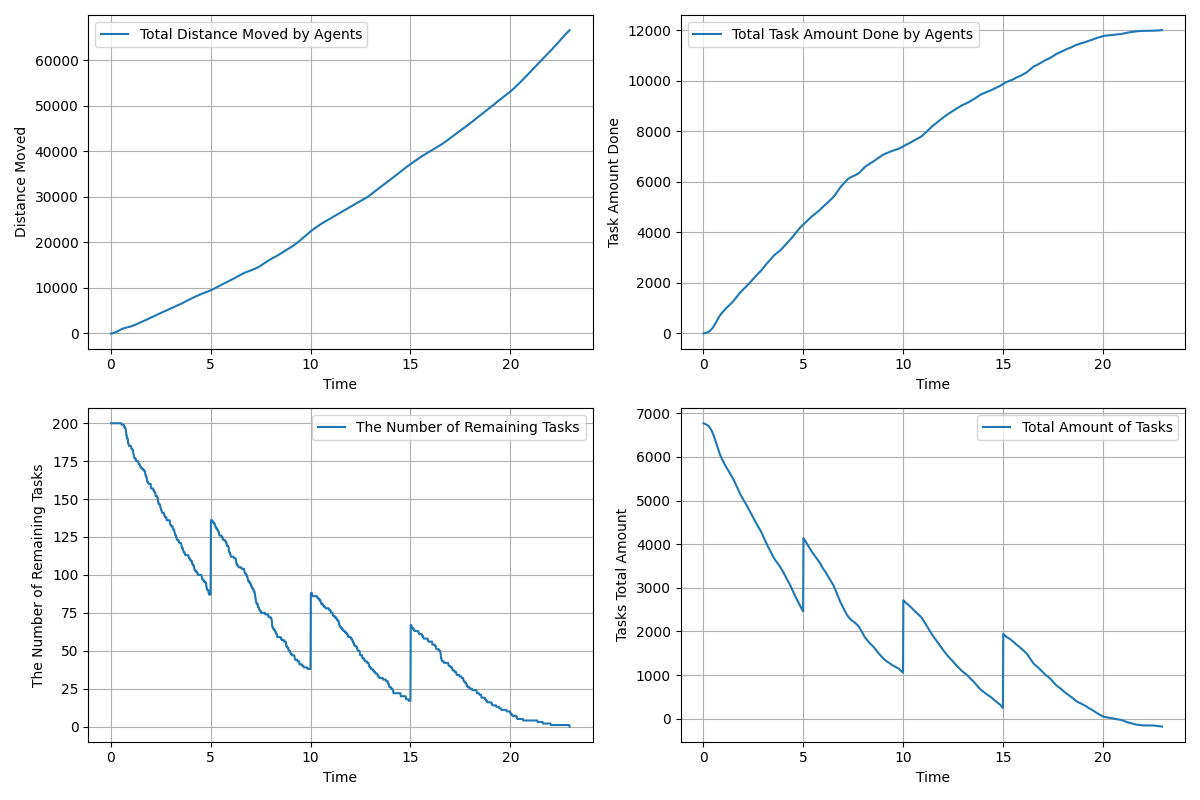 Total Distance Moved by Agents
Distance Moved
60000
50000
40000
30000
20000
10000
0
0 5 10 15 20
Time
Total Task Amount Done by Agents
Task Amount Done
12000
10000
8000
6000
4000
2000
0
0 5 10 15 20
Time
The Number of Remaining Tasks
The Number of Remaining Tasks
200
175
150
125
100
75
50
25
0
0 5 10 15 20
Time
Total Amount of Tasks
Tasks Total Amount
7000
6000
5000
4000
3000
2000
1000
0
0 5 10 15 20
Time